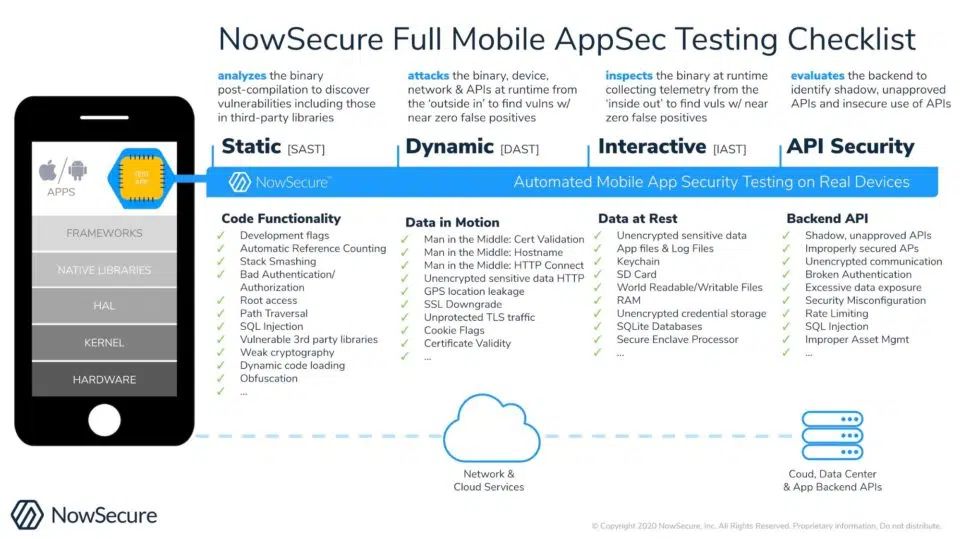 NowSecure Full Mobile AppSec Testing Checklist
analyzes the binary
post-compilation to discover
vulnerabilities including those
in third-party libraries
attacks the binary, device,
network & APIs at runtime from
the ‘outside in’ to find vulns w/
near zero false positives
inspects the binary at runtime
collecting telemetry from the
‘inside out’ to find vuls w/ near
zero false positives
evaluates the backend to
identify shadow, unapproved
APIs and insecure use of APIs
Static [SAST]
Dynamic [DAST]
Interactive [IAST]
API Security
NowSecure™
Automated Mobile App Security Testing on Real Devices
APPS
TEST
APP
FRAMEWORKS
NATIVE LIBRARIES
HAL
KERNEL
HARDWARE
Code Functionality
Development flags
Automatic Reference Counting
Stack Smashing
Bad Authentication/
Authorization
Root access
Path Traversal
SQL Injection
Vulnerable 3rd party libraries
Weak cryptography
Dynamic code loading
Obfuscation
...
Data in Motion
Man in the Middle: Cert Validation
Man in the Middle: Hostname
Man in the Middle: HTTP Connect
Unencrypted sensitive data HTTP
GPS location leakage
SSL Downgrade
Unprotected TLS traffic
Cookie Flags
Certificate Validity
...
Data at Rest
Unencrypted sensitive data
App files & Log Files
Keychain
SD Card
World Readable/Writable Files
RAM
Unencrypted credential storage
SQLite Databases
Secure Enclave Processor
...
Backend API
Shadow, unapproved APIs
Improperly secured APs
Unencrypted communication
Broken Authentication
Excessive data exposure
Security Misconfiguration
Rate Limiting
SQL Injection
Improper Asset Mgmt
...
Network &
Cloud Services
Coud, Data Center
& App Backend APIs
NowSecure
© Copyright 2020 NowSecure, Inc. All Rights Reserved. Proprietary information. Do not distribute.